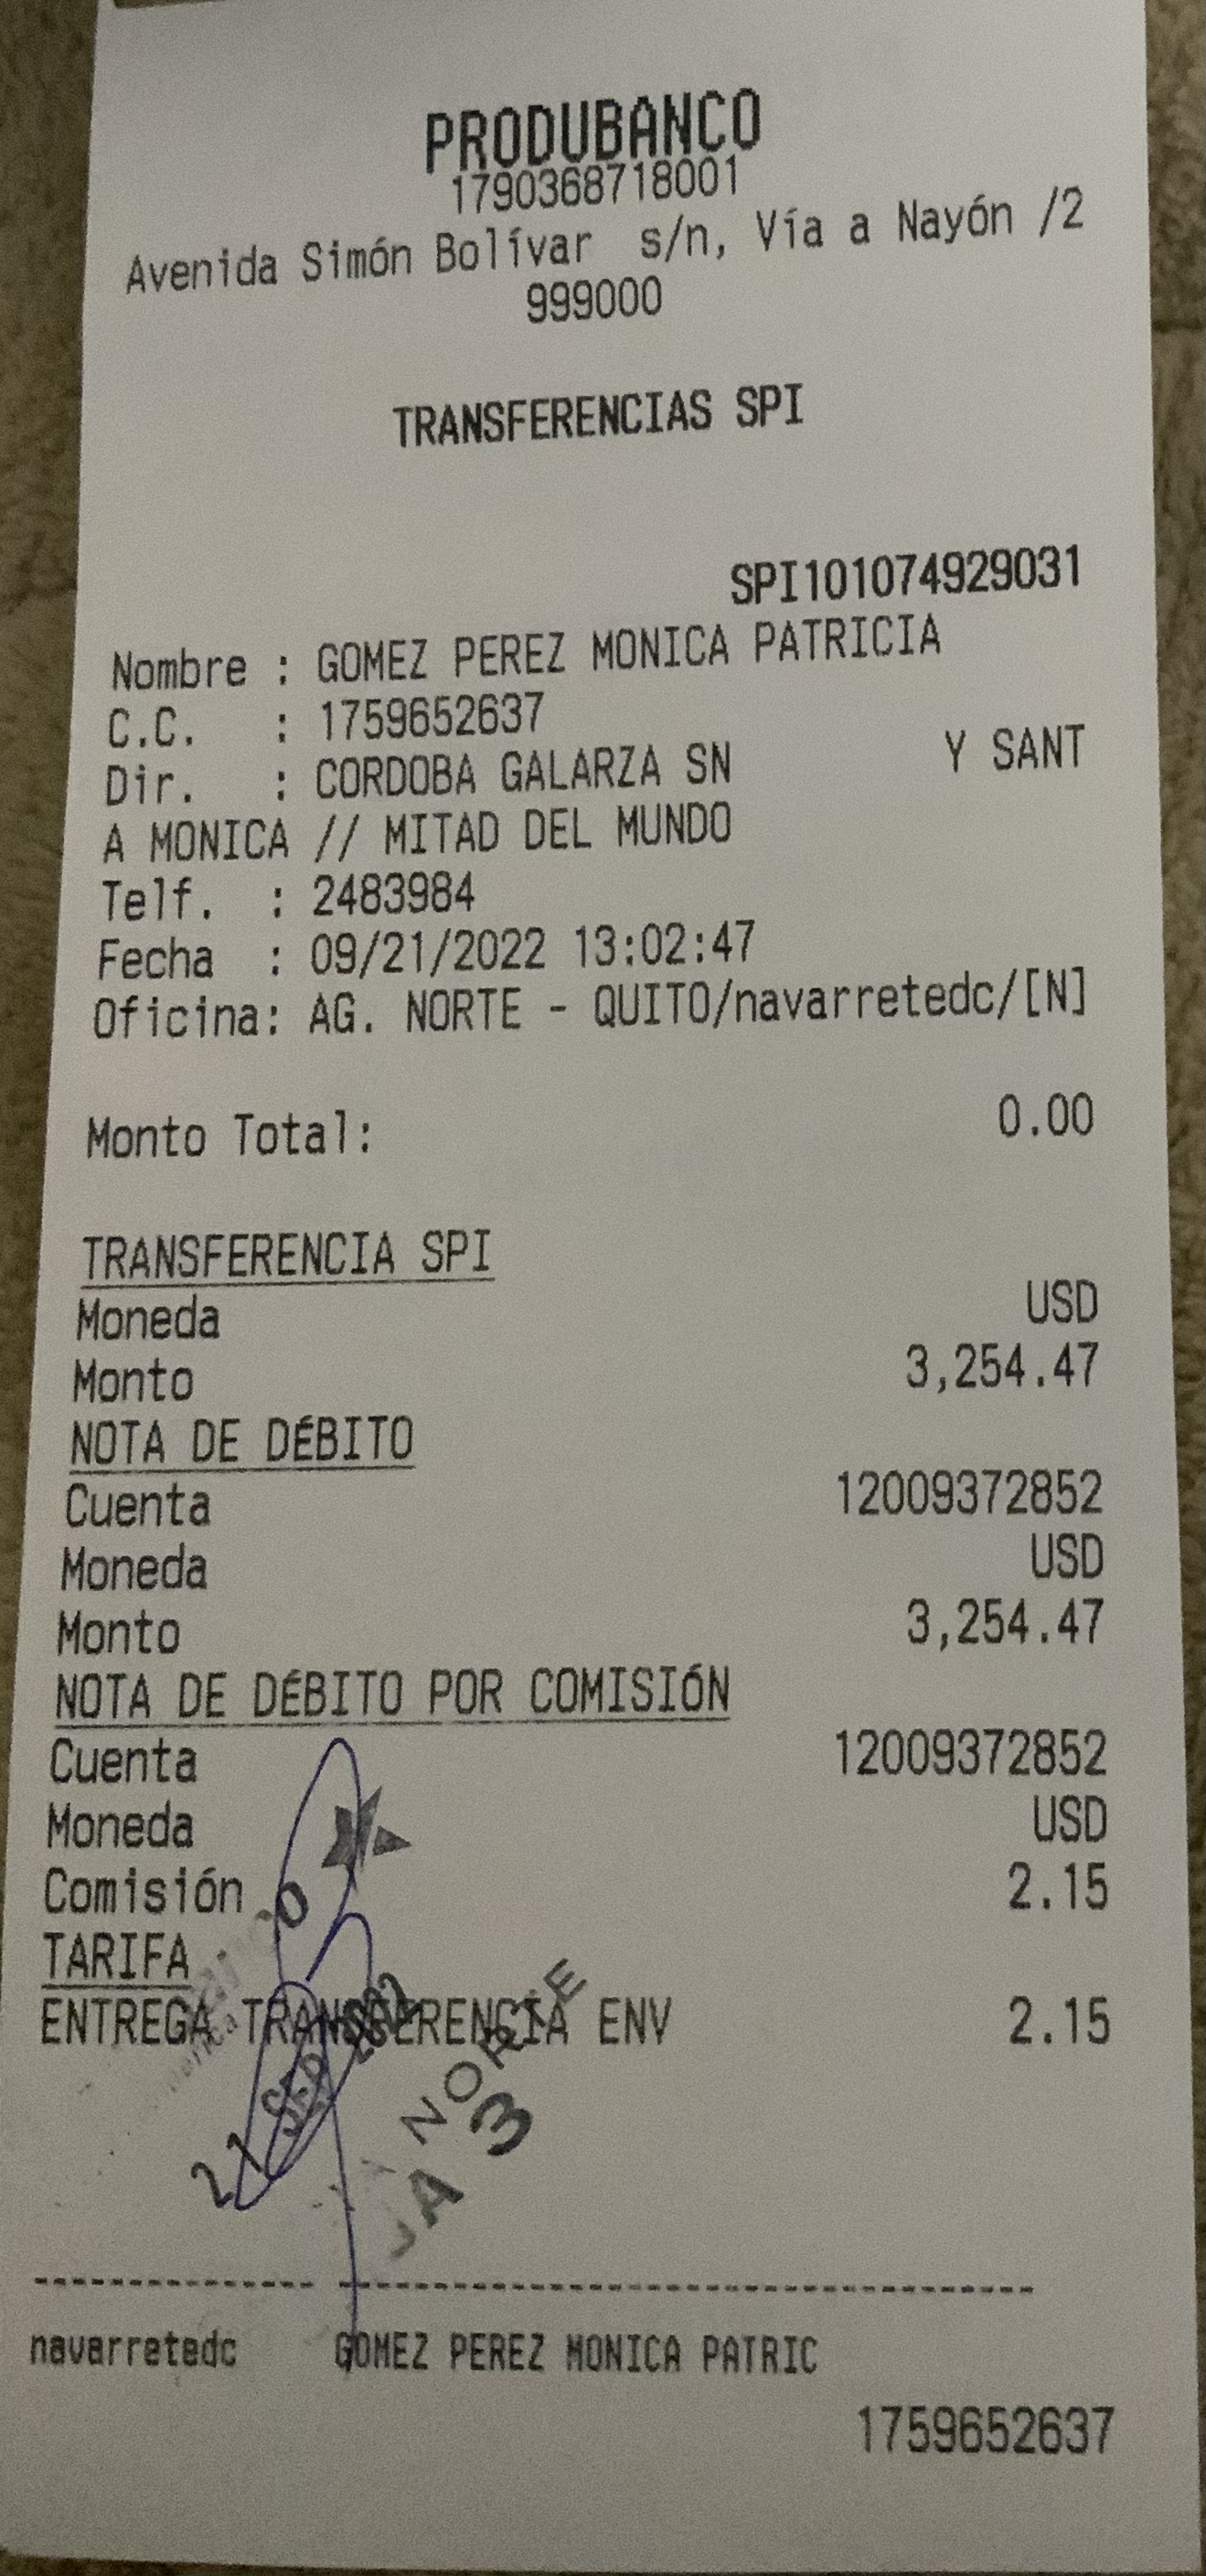 PRODUBANCO
1790368718001
Avenida Simón Bolívar s/n, Vía a Nayón /2
999000
TRANSFERENCIAS SPI
SPI101074929031
Nombre : GOMEZ PEREZ MONICA PATRICIA
C.C. : 1759652637
Dir. : CORDOBA GALARZA SN Y SANT
A MONICA // MITAD DEL MUNDO
Telf. : 2483984
Fecha : 09/21/2022 13:02:47
Oficina: AG. NORTE - QUITO/navarretedc/[N]
Monto Total: 0.00
TRANSFERENCIA SPI
Moneda USD
Monto 3,254.47
NOTA DE DÉBITO
Cuenta 12009372852
Moneda USD
Monto 3,254.47
NOTA DE DÉBITO POR COMISIÓN
Cuenta 12009372852
Moneda USD
Comisión 2.15
TARIFA
ENTREGA TRANSFERENCIA ENV 2.15
21 SEP 2022
NORTE
3
navarretedc GOMEZ PEREZ MONICA PATRIC
1759652637